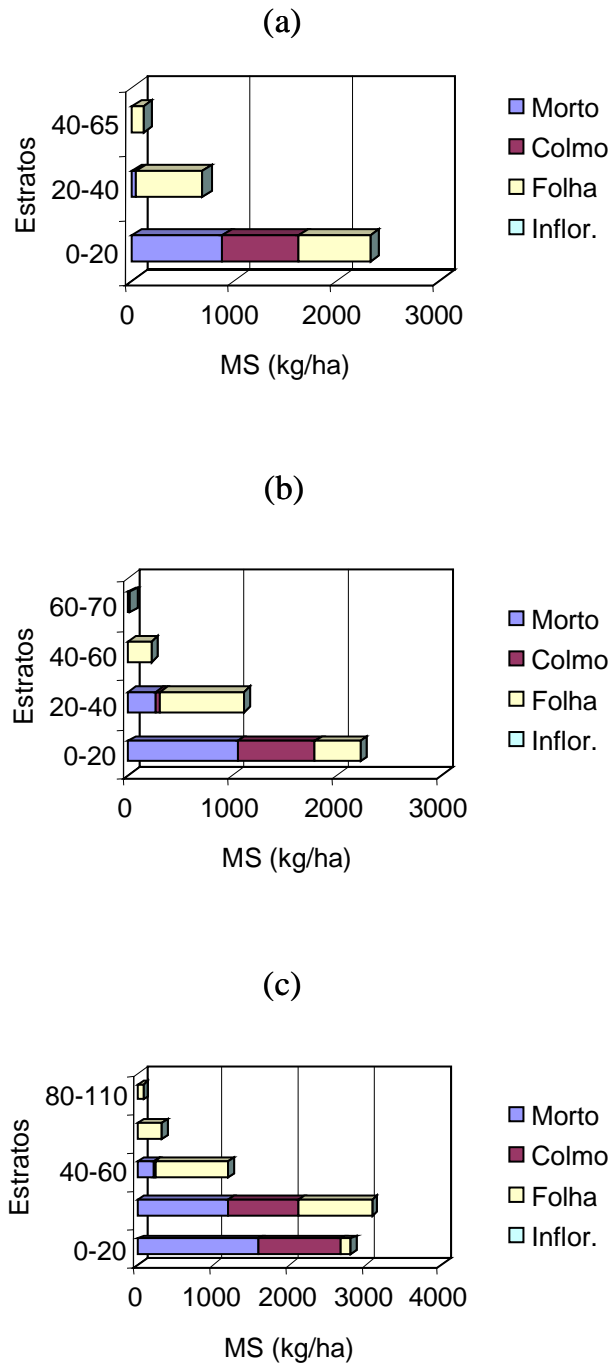 (a)
Estratos
40-65
20-40
0-20
0
1000
2000
3000
MS (kg/ha)
Morto
Colmo
Folha
Inflor.
(b)
Estratos
60-70
40-60
20-40
0-20
0
1000
2000
3000
MS (kg/ha)
Morto
Colmo
Folha
Inflor.
(c)
Estratos
80-110
40-60
0-20
0
1000
2000
3000
4000
MS (kg/ha)
Morto
Colmo
Folha
Inflor.